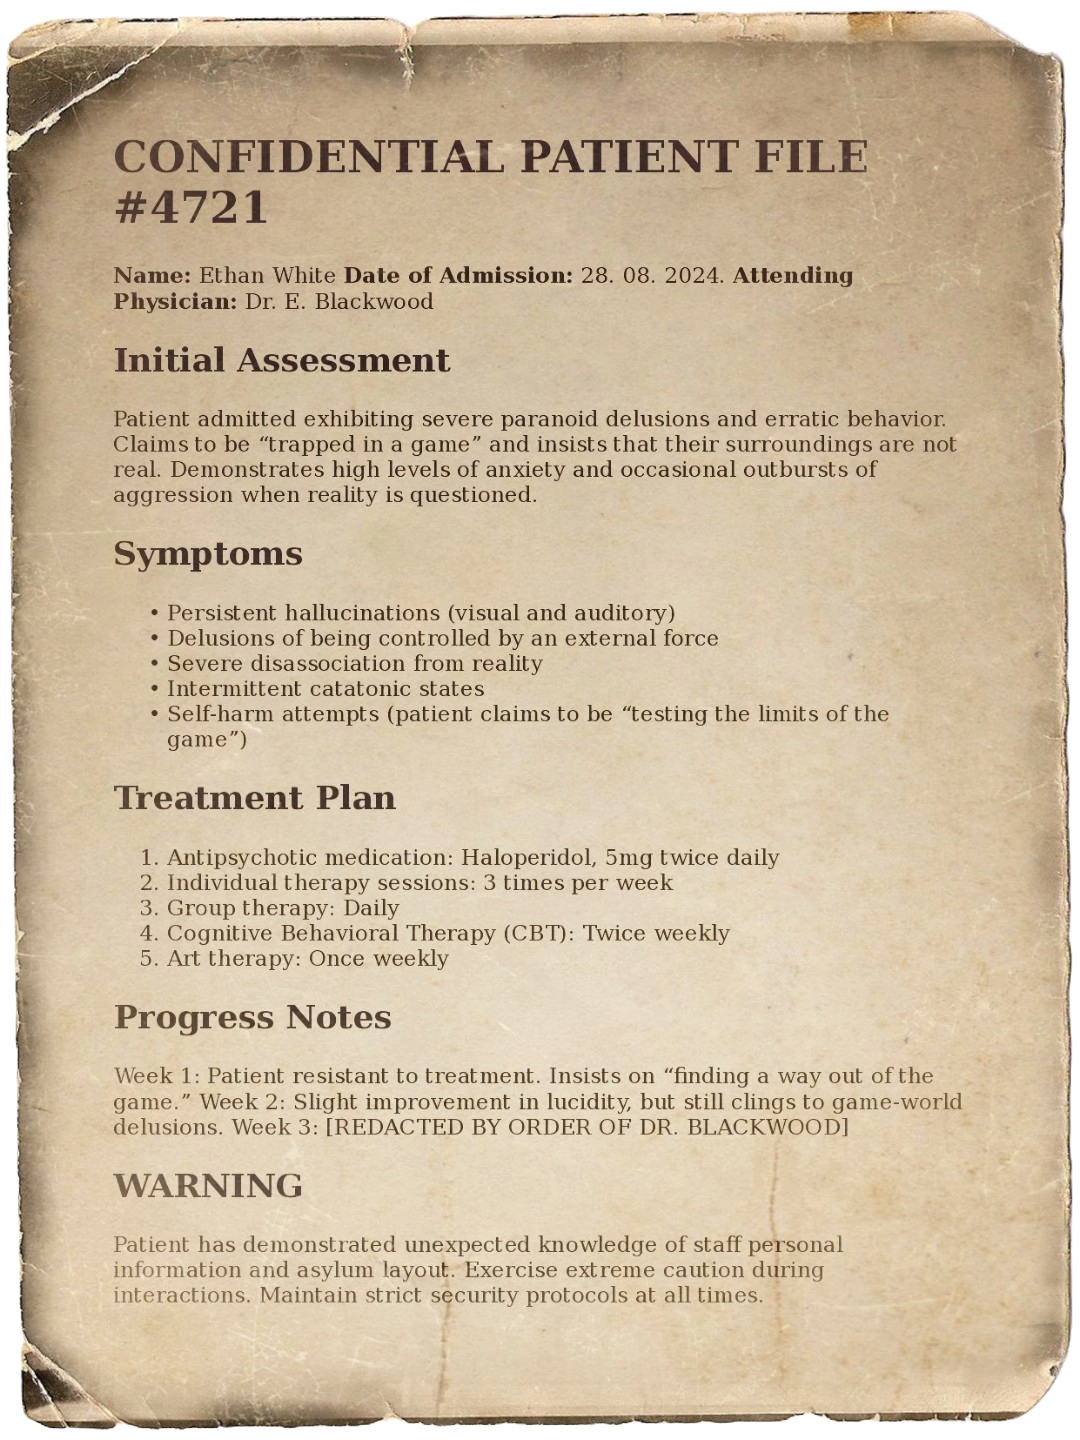 CONFIDENTIAL PATIENT FILE
#4721
Name: Ethan White Date of Admission: 28. 08. 2024. Attending
Physician: Dr. E. Blackwood
Initial Assessment
Patient admitted exhibiting severe paranoid delusions and erratic behavior.
Claims to be “trapped in a game” and insists that their surroundings are not
real. Demonstrates high levels of anxiety and occasional outbursts of
aggression when reality is questioned.
Symptoms
• Persistent hallucinations (visual and auditory)
• Delusions of being controlled by an external force
• Severe disassociation from reality
• Intermittent catatonic states
• Self-harm attempts (patient claims to be “testing the limits of the
game”)
Treatment Plan
1. Antipsychotic medication: Haloperidol, 5mg twice daily
2. Individual therapy sessions: 3 times per week
3. Group therapy: Daily
4. Cognitive Behavioral Therapy (CBT): Twice weekly
5. Art therapy: Once weekly
Progress Notes
Week 1: Patient resistant to treatment. Insists on “finding a way out of the
game.” Week 2: Slight improvement in lucidity, but still clings to game-world
delusions. Week 3: [REDACTED BY ORDER OF DR. BLACKWOOD]
WARNING
Patient has demonstrated unexpected knowledge of staff personal
information and asylum layout. Exercise extreme caution during
interactions. Maintain strict security protocols at all times.